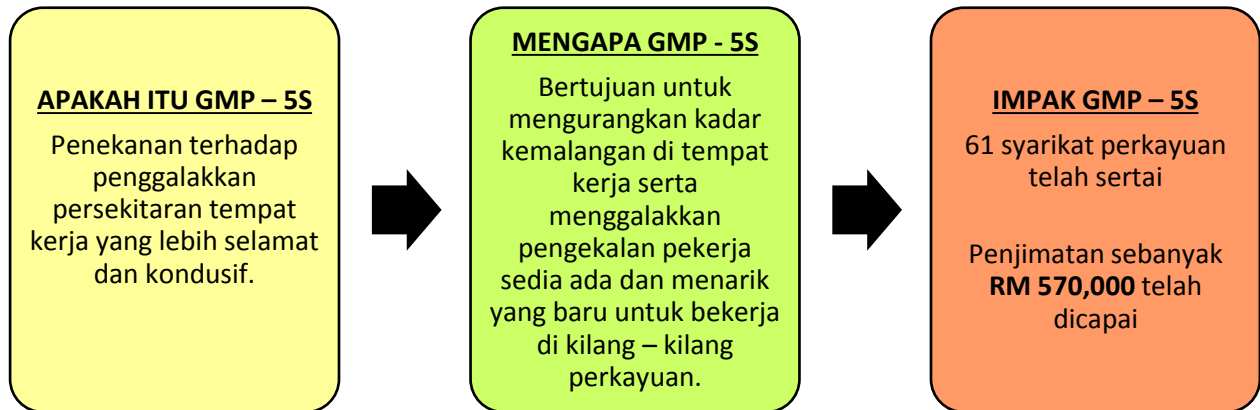 APAKAH ITU GMP – 5S
Penekanan terhadap
penggalakkan
persekitaran tempat
kerja yang lebih selamat
dan kondusif.
MENGAPA GMP - 5S
Bertujuan untuk
mengurangkan kadar
kemalangan di tempat
kerja serta
menggalakkan
pengekalan pekerja
sedia ada dan menarik
yang baru untuk bekerja
di kilang – kilang
perkayuan.
IMPAK GMP – 5S
61 syarikat perkayuan
telah sertai
Penjimatan sebanyak
RM 570,000 telah
dicapai